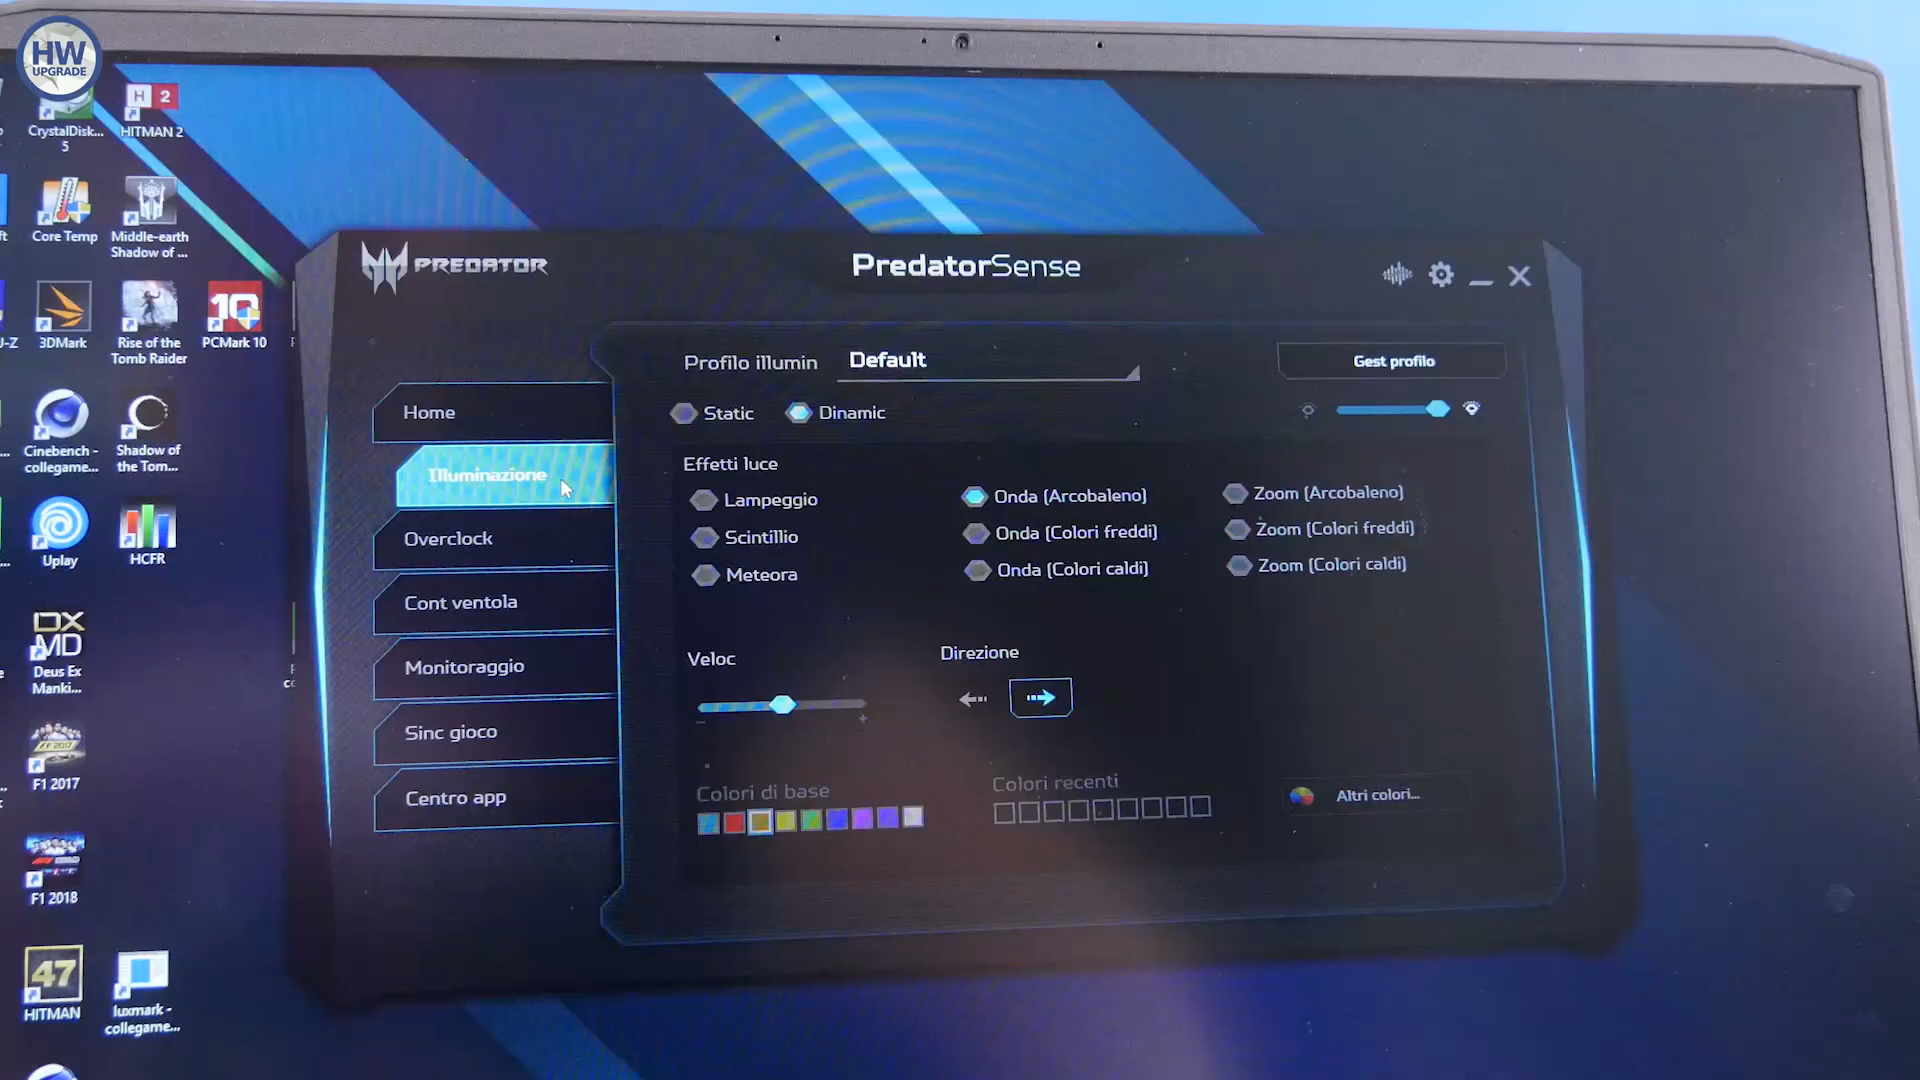 HW
UPGRADE
CrystalDisk...
5
H 2
HITMAN 2
Core Temp
Middle-earth
Shadow of ...
3DMark
Rise of the
Tomb Raider
10
PCMark 10
Cinebench -
collegame...
Shadow of
the Tom...
Uplay
HCFR
DX
MD
Deus Ex
Manki...
F1 2017
F1 2017
F1 2018
47
HITMAN
luxmark -
collegame...
PREDATOR
PredatorSense
Home
Illuminazione
Overclock
Cont ventola
Monitoraggio
Sinc gioco
Centro app
Profilo illumin
Default
Gest profilo
Static
Dinamic
Effetti luce
Lampeggio
Onda (Arcobaleno)
Zoom (Arcobaleno)
Scintillio
Onda (Colori freddi)
Zoom (Colori freddi)
Meteora
Onda (Colori caldi)
Zoom (Colori caldi)
Veloc
Direzione
- +
Colori di base
Colori recenti
Altri colori...